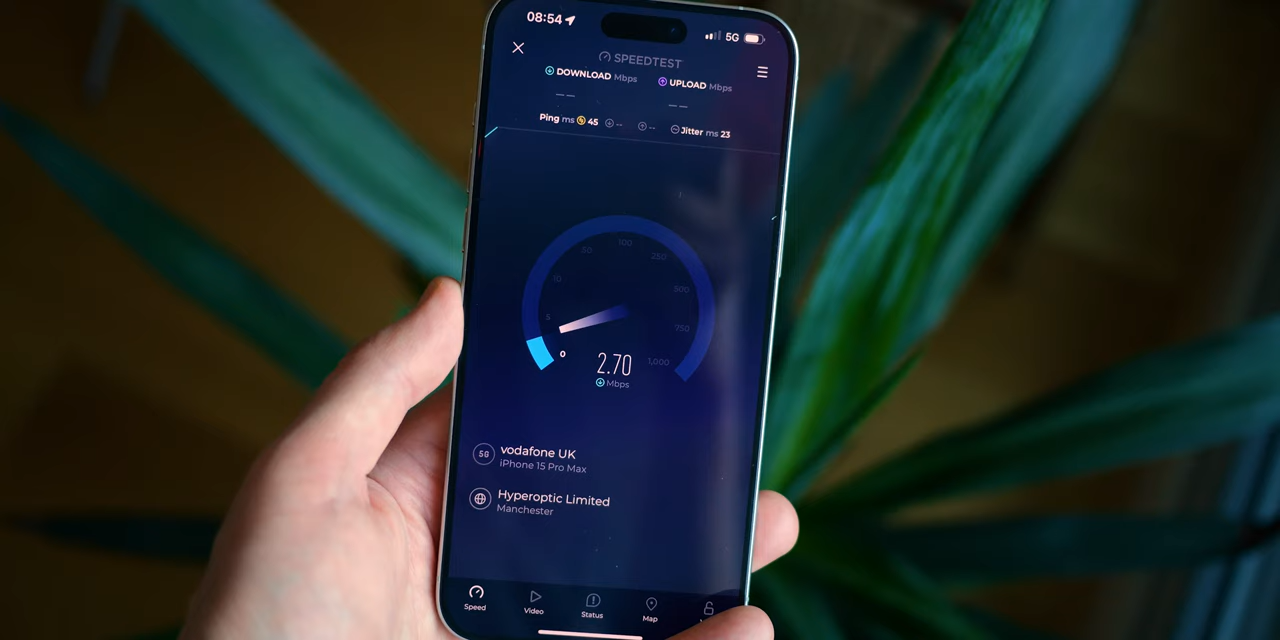 08:54
5G
SPEEDTEST
DOWNLOAD Mbps UPLOAD Mbps
-- --
Ping ms 45 -- -- Jitter ms 23
0
5
10
50
100
250
500
750
1,000
2.70
Mbps
5G
vodafone UK
iPhone 15 Pro Max
Hyperoptic Limited
Manchester
Speed Video Status Map